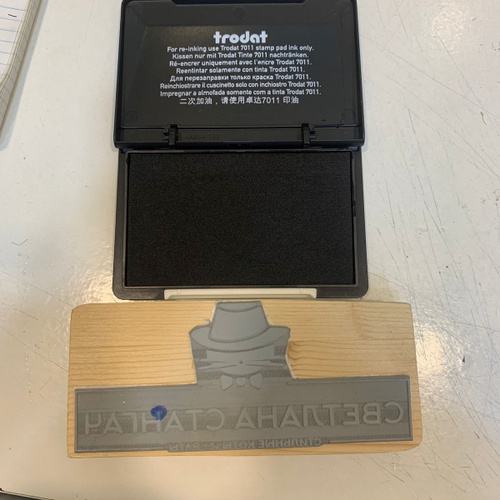 trodat
For re-inking use Trodat 7011 stamp pad ink only.
Kissen nur mit Trodat Tinte 7011 nachtränken.
Ré-encrer uniquement avec l'encre Trodat 7011.
Reentintar solamente con tinta Trodat 7011.
Для перезаправки только краска Trodat 7011.
Reinchiostrare il cuscinetto solo con inchiostro Trodat 7011.
Impregnar a almofada somente com a tinta Trodat 7011.
二次加油，请使用卓达7011 印油
СВЕТЛАНА СТАНГАЧ
СТИЛЬНЫЕ